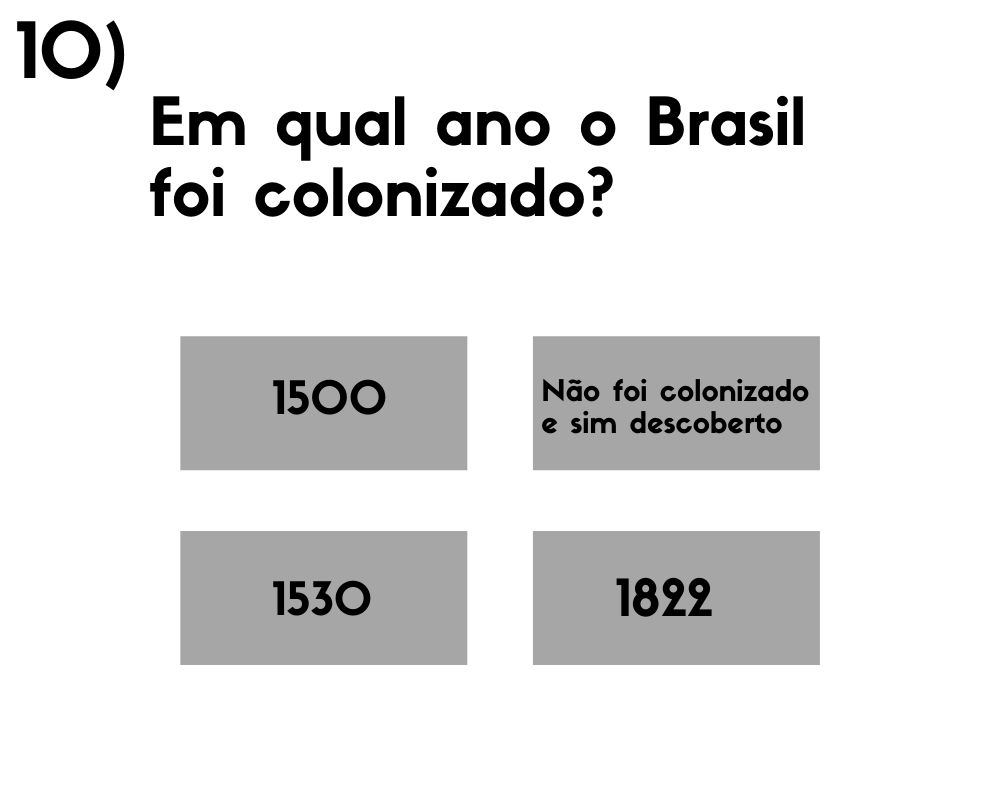 10)
Em qual ano o Brasil
foi colonizado?
1500
Não foi colonizado
e sim descoberto
1530
1822